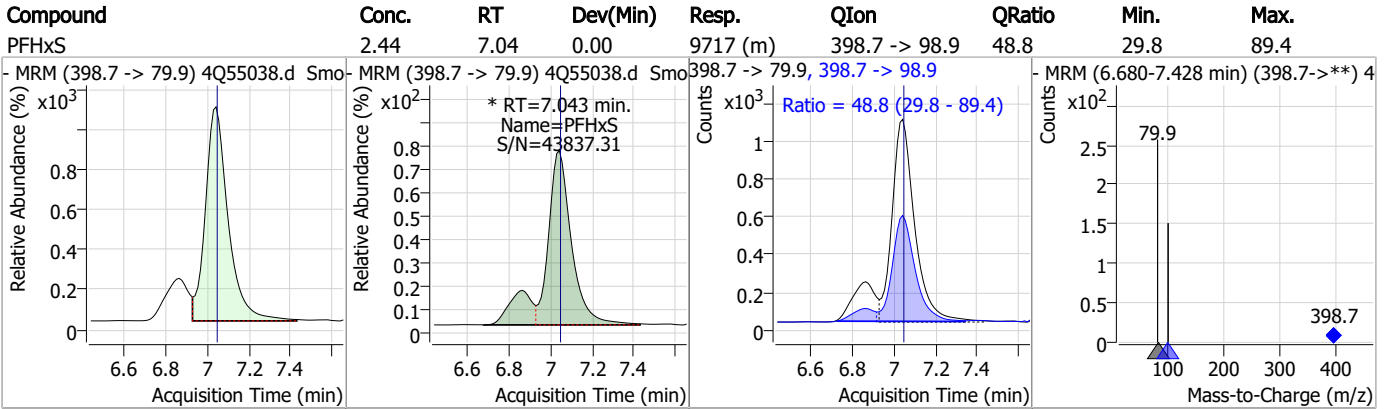 Compound Conc. RT Dev(Min) Resp. QIon QRatio Min. Max.
PFHxS 2.44 7.04 0.00 9717 (m) 398.7 -> 98.9 48.8 29.8 89.4
- MRM (398.7 -> 79.9) 4Q55038.d Smo
Relative Abundance (%)
x10³
0.8
0.6
0.4
0.2
0
6.6 6.8 7 7.2 7.4
Acquisition Time (min)
- MRM (398.7 -> 79.9) 4Q55038.d Smo
Relative Abundance (%)
x10²
* RT=7.043 min.
Name=PFHxS
S/N=43837.31
0.8
0.7
0.6
0.5
0.4
0.3
0.2
0.1
0
6.6 6.8 7 7.2 7.4
Acquisition Time (min)
398.7 -> 79.9, 398.7 -> 98.9
Counts
x10³
Ratio = 48.8 (29.8 - 89.4)
1
0.8
0.6
0.4
0.2
0
6.6 6.8 7 7.2 7.4
Acquisition Time (min)
- MRM (6.680-7.428 min) (398.7->**) 4
Counts
x10²
79.9
2.5
2
1.5
1
0.5
398.7
0
100 200 300 400
Mass-to-Charge (m/z)